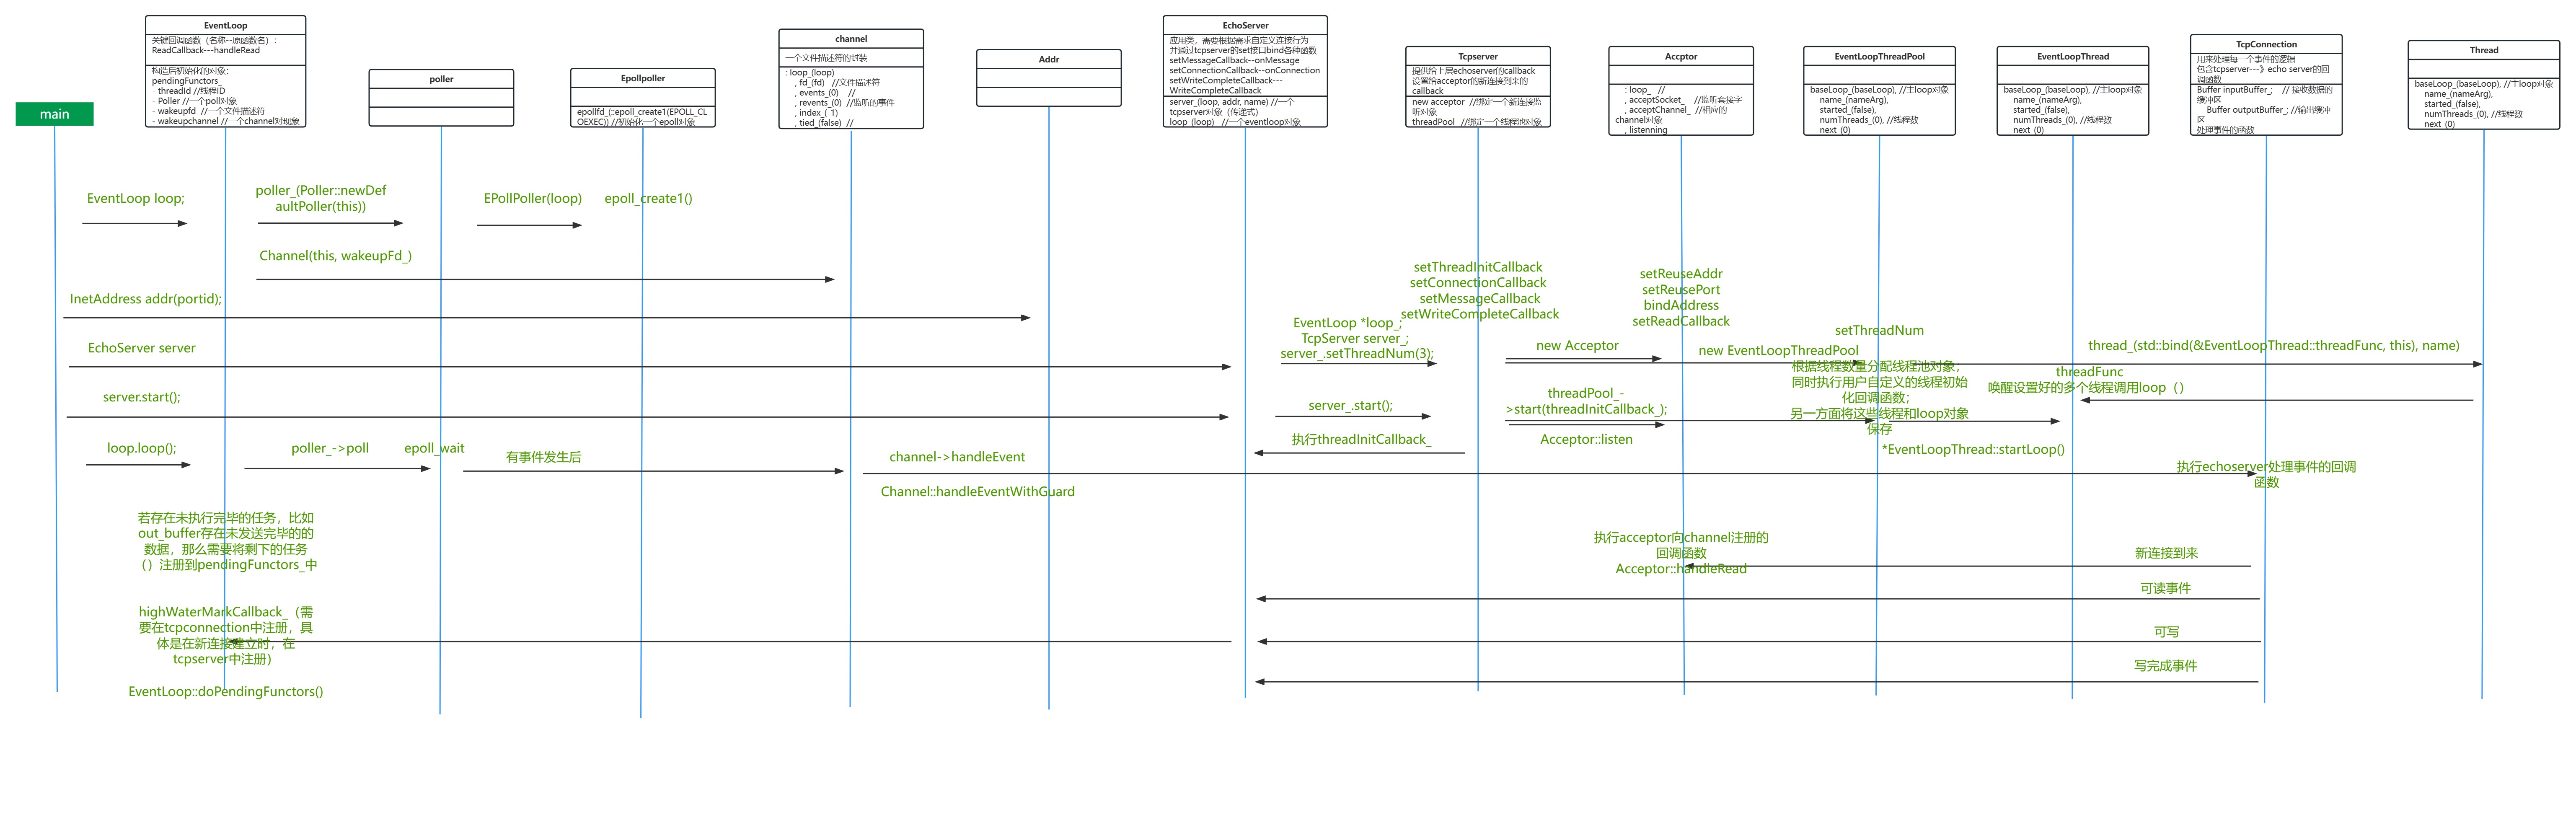 main
EventLoop
关键回调函数（名称--原函数名）：
ReadCallback---handleRead
构造后初始化的对象：-
pendingFunctors_
- threadId //线程ID
- Poller //一个poll对象
- wakeupfd  //一个文件描述符
- wakeupchannel //一个channel对现象
poller
Epollpoller
epollfd_(::epoll_create1(EPOLL_CL
OEXEC)) //初始化一个epoll对象
channel
一个文件描述符的封装
: loop_(loop)
, fd_(fd)   //文件描述符
, events_(0)    //
, revents_(0)  //监听的事件
, index_(-1)
, tied_(false)  //
Addr
EchoServer
应用类，需要根据需求自定义连接行为
并通过tcpserver的set接口bind各种函数
setMessageCallback--onMessage
setConnectionCallback--onConnection
setWriteCompleteCallback---
WriteCompleteCallback
server_(loop, addr, name) //一个
tcpserver对象（传递式）
loop_(loop)   //一个eventloop对象
Tcpserver
提供给上层echoserver的callback
设置给acceptor的新连接到来的
callback
new acceptor  //绑定一个新连接监
听对象
threadPool  //绑定一个线程池对象
Accptor
: loop_   //
, acceptSocket_    //监听套接字
, acceptChannel_  //相应的
channel对象
, listenning
EventLoopThreadPool
baseLoop_(baseLoop), //主loop对象
name_(nameArg),
started_(false),
numThreads_(0), //线程数
next_(0)
EventLoopThread
baseLoop_(baseLoop), //主loop对象
name_(nameArg),
started_(false),
numThreads_(0), //线程数
next_(0)
TcpConnection
用来处理每一个事件的逻辑
包含tcpserver---》echo server的回
调函数
Buffer inputBuffer_;    // 接收数据的
缓冲区
Buffer outputBuffer_; //输出缓冲
区
处理事件的函数
Thread
baseLoop_(baseLoop), //主loop对象
name_(nameArg),
started_(false),
numThreads_(0), //线程数
next_(0)
EventLoop loop;
poller_(Poller::newDef
aultPoller(this))
EPollPoller(loop)
epoll_create1()
Channel(this, wakeupFd_)
InetAddress addr(portid);
setThreadInitCallback
setConnectionCallback
setMessageCallback
setWriteCompleteCallback
setReuseAddr
setReusePort
bindAddress
setReadCallback
EchoServer server
EventLoop *loop_;
TcpServer server_;
server_.setThreadNum(3);
new Acceptor
new EventLoopThreadPool
setThreadNum
根据线程数量分配线程池对象，
同时执行用户自定义的线程初始
化回调函数；
另一方面将这些线程和loop对象
保存
thread_(std::bind(&EventLoopThread::threadFunc, this), name)
threadFunc
唤醒设置好的多个线程调用loop（）
server.start();
server_.start();
threadPool_-
>start(threadInitCallback_);
Acceptor::listen
执行threadInitCallback_
*EventLoopThread::startLoop()
loop.loop();
poller_->poll
epoll_wait
有事件发生后
channel->handleEvent
Channel::handleEventWithGuard
执行echoserver处理事件的回调
函数
若存在未执行完毕的任务，比如
out_buffer存在未发送完毕的的
数据，那么需要将剩下的任务
（）注册到pendingFunctors_中
执行acceptor向channel注册的
回调函数
Acceptor::handleRead
新连接到来
可读事件
highWaterMarkCallback_（需
要在tcpconnection中注册，具
体是在新连接建立时，在
tcpserver中注册）
可写
写完成事件
EventLoop::doPendingFunctors()